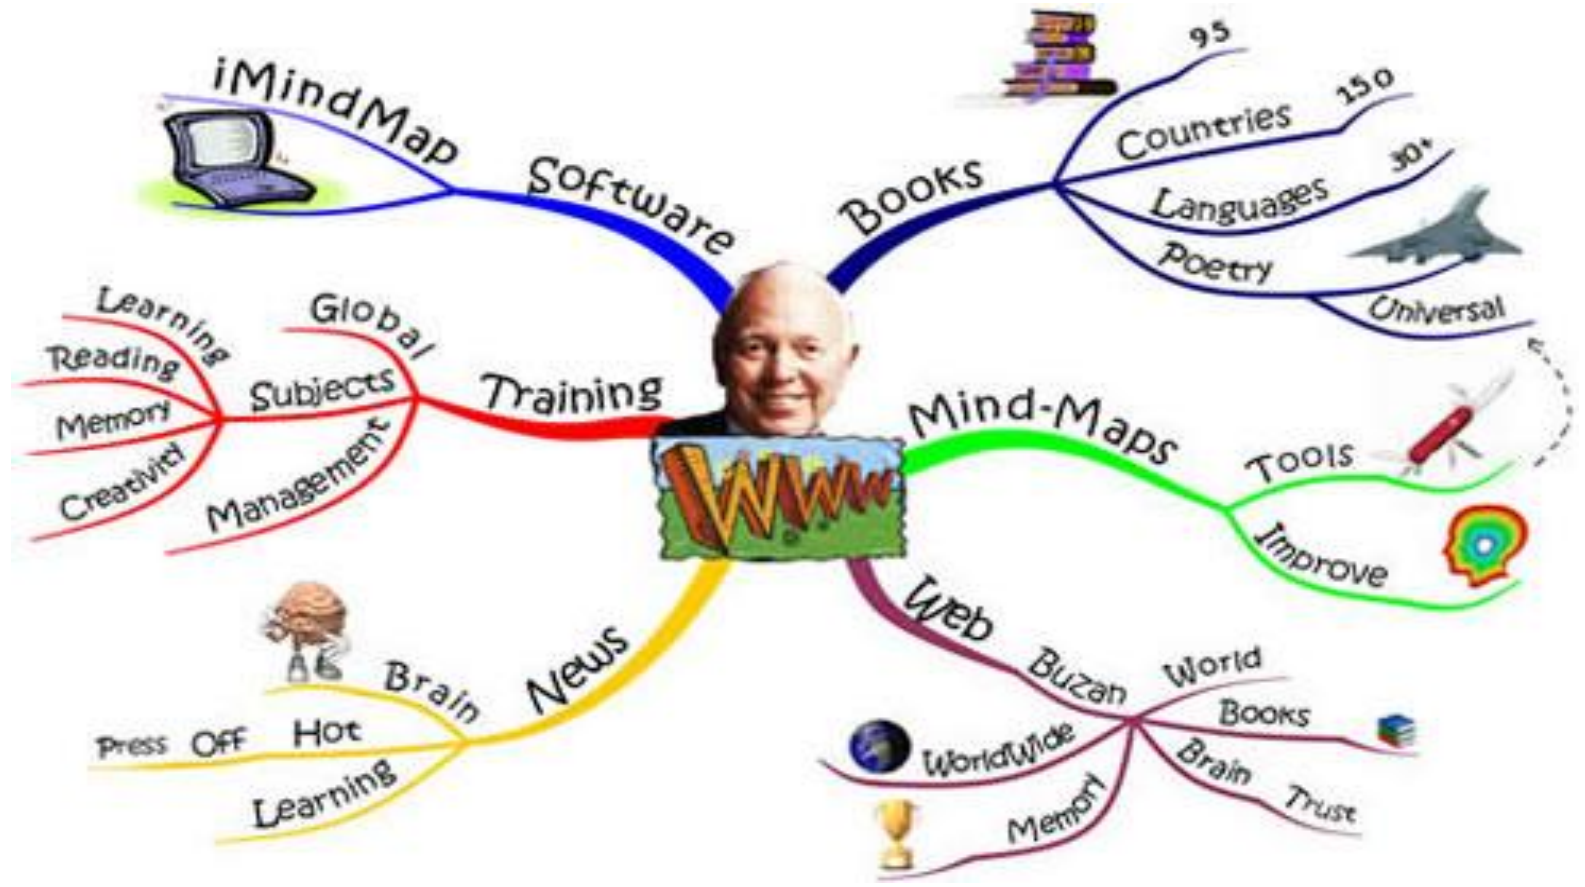 iMindMap
Software
Books
95
Countries 150
Languages 30+
Poetry
Universal
Training
Global
Subjects
Learning
Reading
Memory
Creativity
Management
Mind-Maps
Tools
Improve
WWW
News
Brain
Press Off Hot
Learning
Web
Buzan
World
Books
Brain Trust
WorldWide
Memory